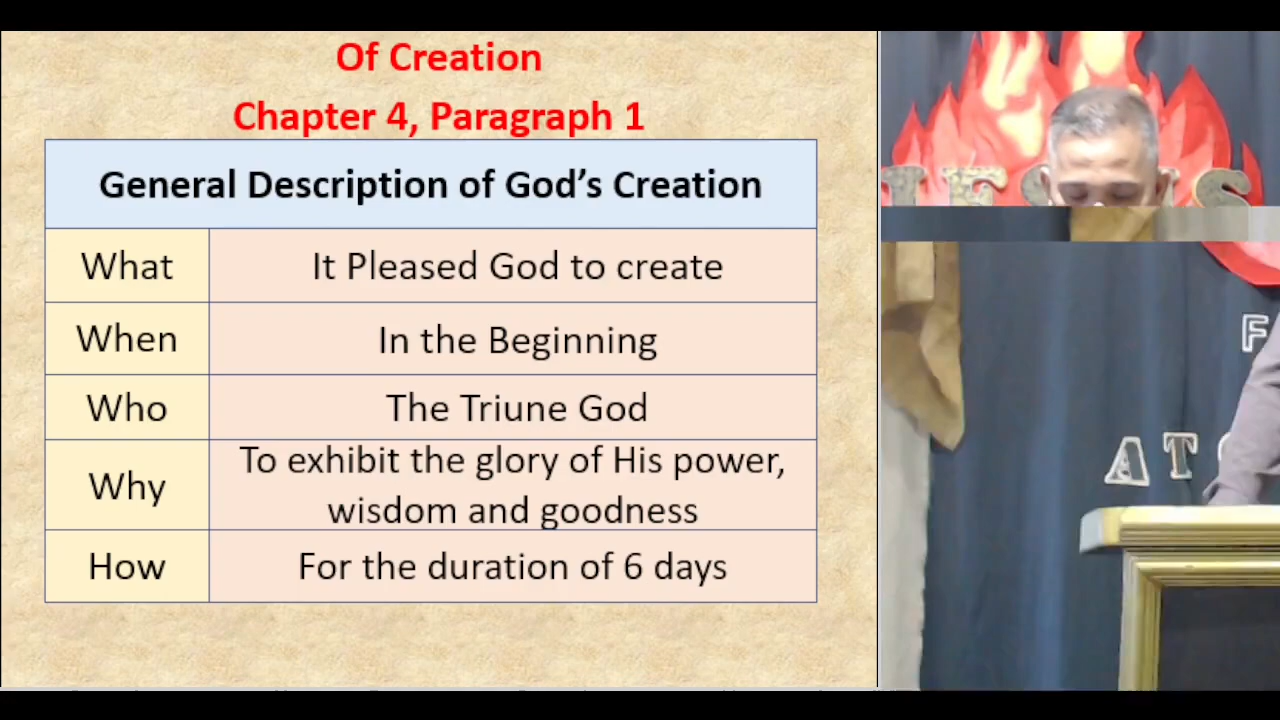 Of Creation
Chapter 4, Paragraph 1
General Description of God's Creation
What
It Pleased God to create
When
In the Beginning
Who
The Triune God
Why
To exhibit the glory of His power,
wisdom and goodness
How
For the duration of 6 days